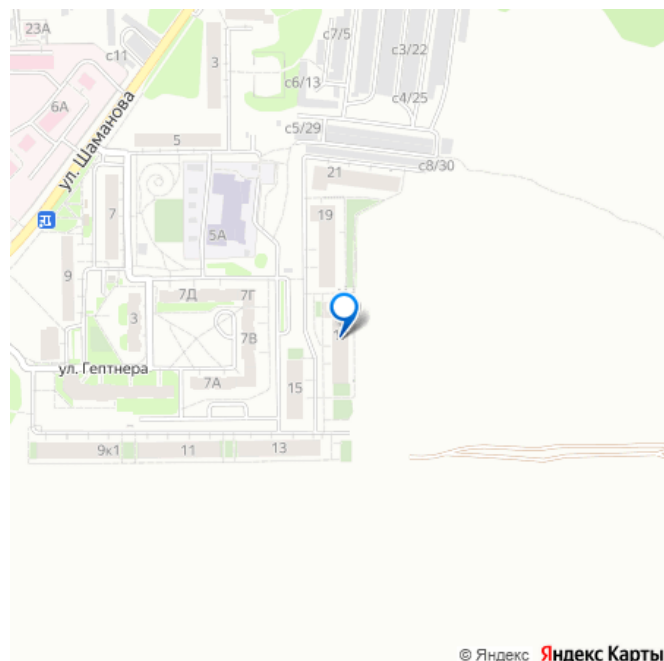 23А
с11
3
с7/5
с3/22
с6/13
6А
с4/25
ул. Шаманова
с5/29
5
с8/30
21
7
19
5А
9
7Д
7Г
3
7В
ул. Гептнера
7А
15
9к1
11
13
© Яндекс Яндекс Карты